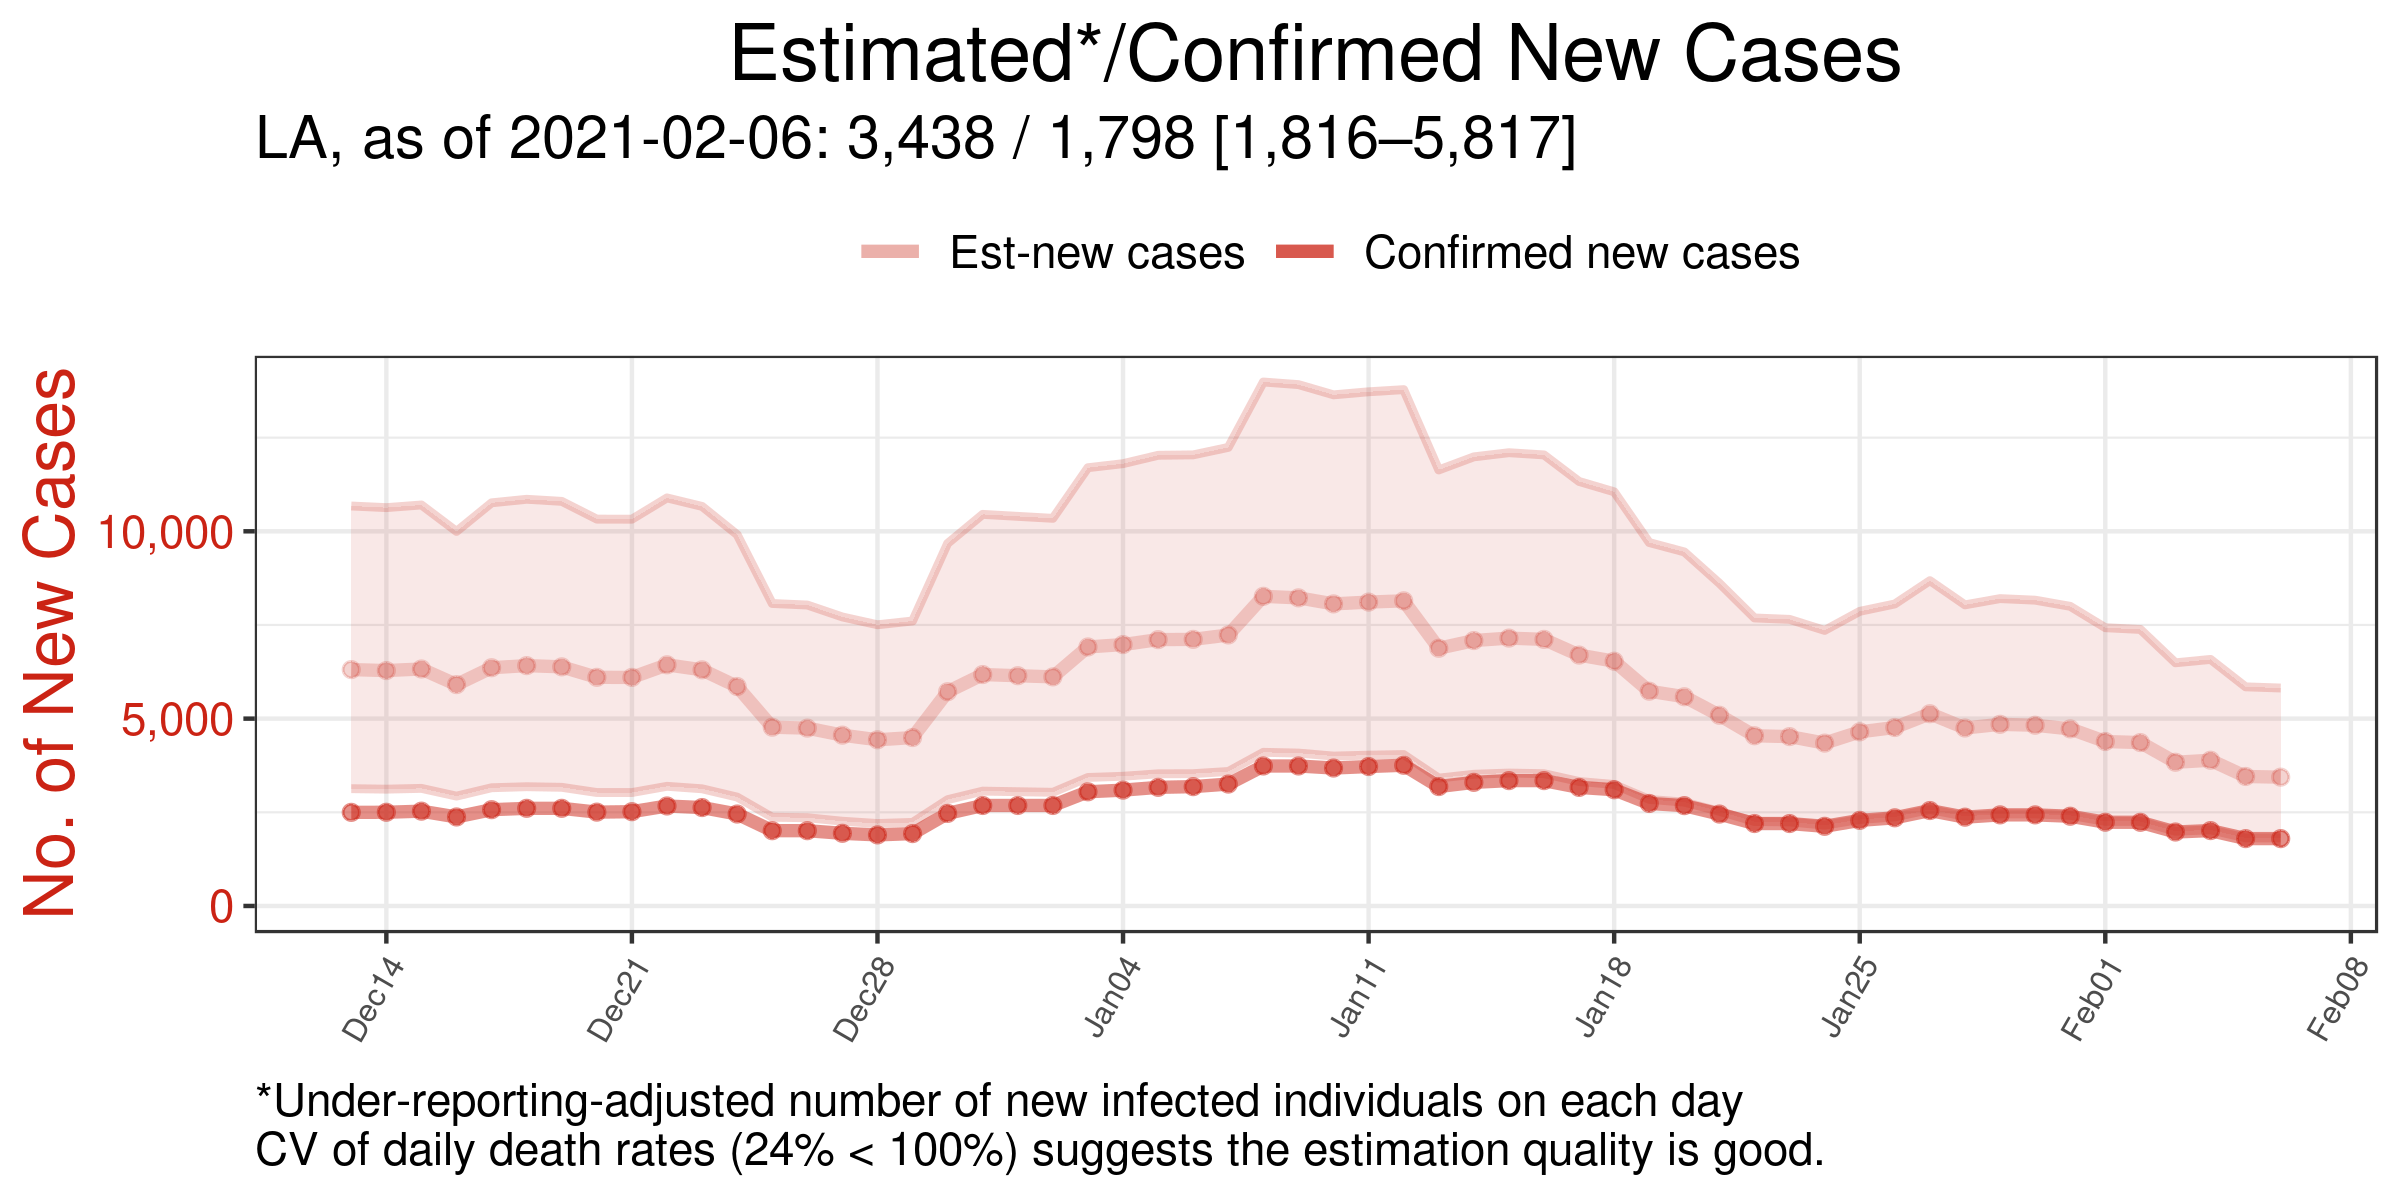 Estimated*/Confirmed New Cases
LA, as of 2021-02-06: 3,438 / 1,798 [1,816–5,817]
Est-new cases Confirmed new cases
No. of New Cases
10,000
5,000
0
Dec14 Dec21 Dec28 Jan04 Jan11 Jan18 Jan25 Feb01 Feb08
*Under-reporting-adjusted number of new infected individuals on each day
CV of daily death rates (24% < 100%) suggests the estimation quality is good.